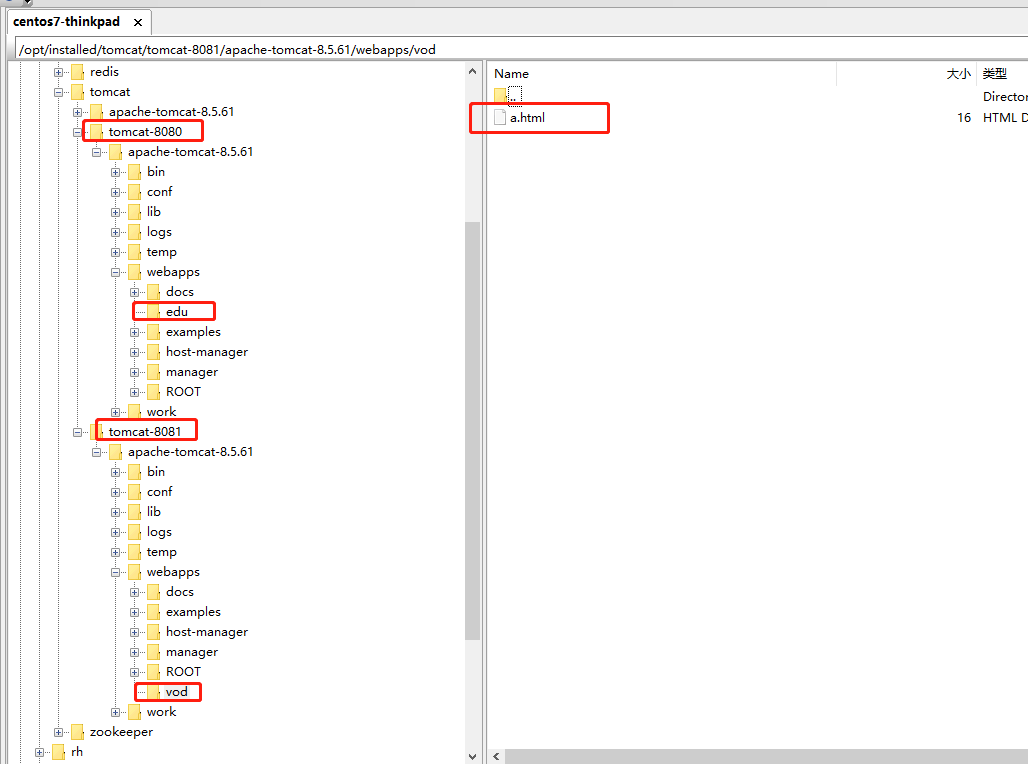 centos7-thinkpad ×
/opt/installed/tomcat/tomcat-8081/apache-tomcat-8.5.61/webapps/vod
redis
tomcat
apache-tomcat-8.5.61
tomcat-8080
apache-tomcat-8.5.61
bin
conf
lib
logs
temp
webapps
docs
edu
examples
host-manager
manager
ROOT
work
tomcat-8081
apache-tomcat-8.5.61
bin
conf
lib
logs
temp
webapps
docs
examples
host-manager
manager
ROOT
vod
work
zookeeper
rh
Name 大小 类型
.. Director
a.html 16 HTML D